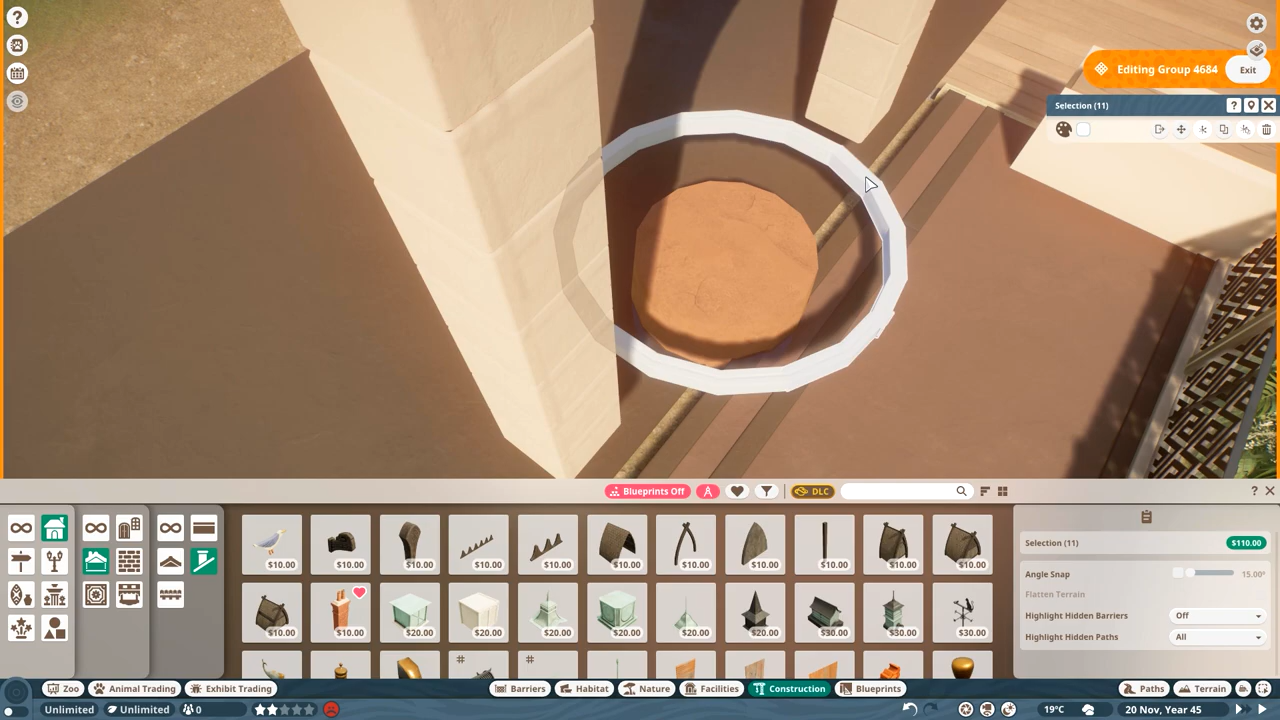 Editing Group 4684
Exit
Selection (11)
?
Blueprints Off
DLC
$10.00 $10.00 $10.00 $10.00 $10.00 $10.00 $10.00 $10.00 $10.00 $10.00 $10.00
$10.00 $10.00 $20.00 $20.00 $20.00 $20.00 $20.00 $20.00 $30.00 $30.00 $30.00
Selection (11) $110.00
Angle Snap 15.00°
Flatten Terrain
Highlight Hidden Barriers Off
Highlight Hidden Paths All
Zoo Animal Trading Exhibit Trading Barriers Habitat Nature Facilities Construction Blueprints Paths Terrain
Unlimited Unlimited 0 19°C 20 Nov, Year 45